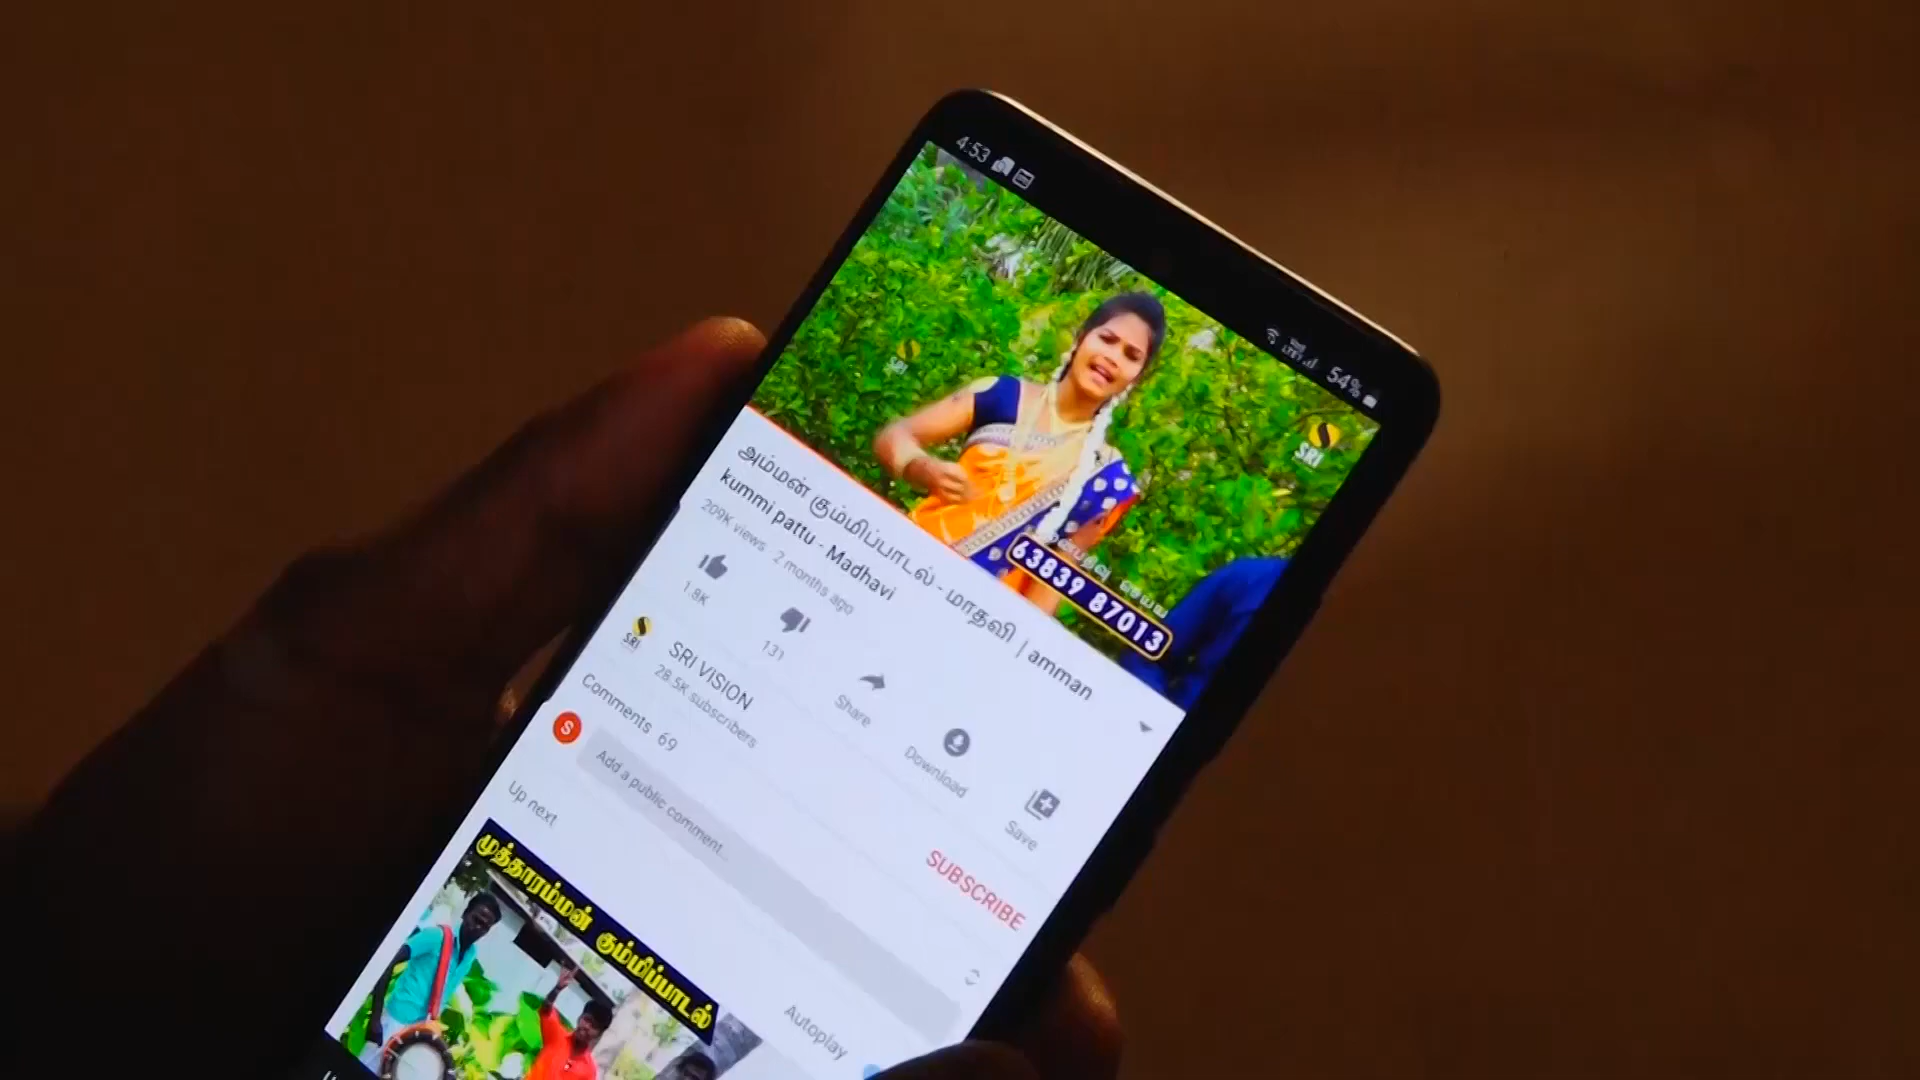 4:53
54%
SRI
SRI
63839 87013
அம்மன் கும்மிப்பாடல் - மாதவி | amman
kummi pattu - Madhavi
209K views · 2 months ago
1.8K
131
Share
Download
Save
SRI
SRI VISION
28.5K subscribers
SUBSCRIBE
Comments 69
S
Add a public comment...
Up next
Autoplay
முத்தாரம்மன் கும்மிப்பாடல்